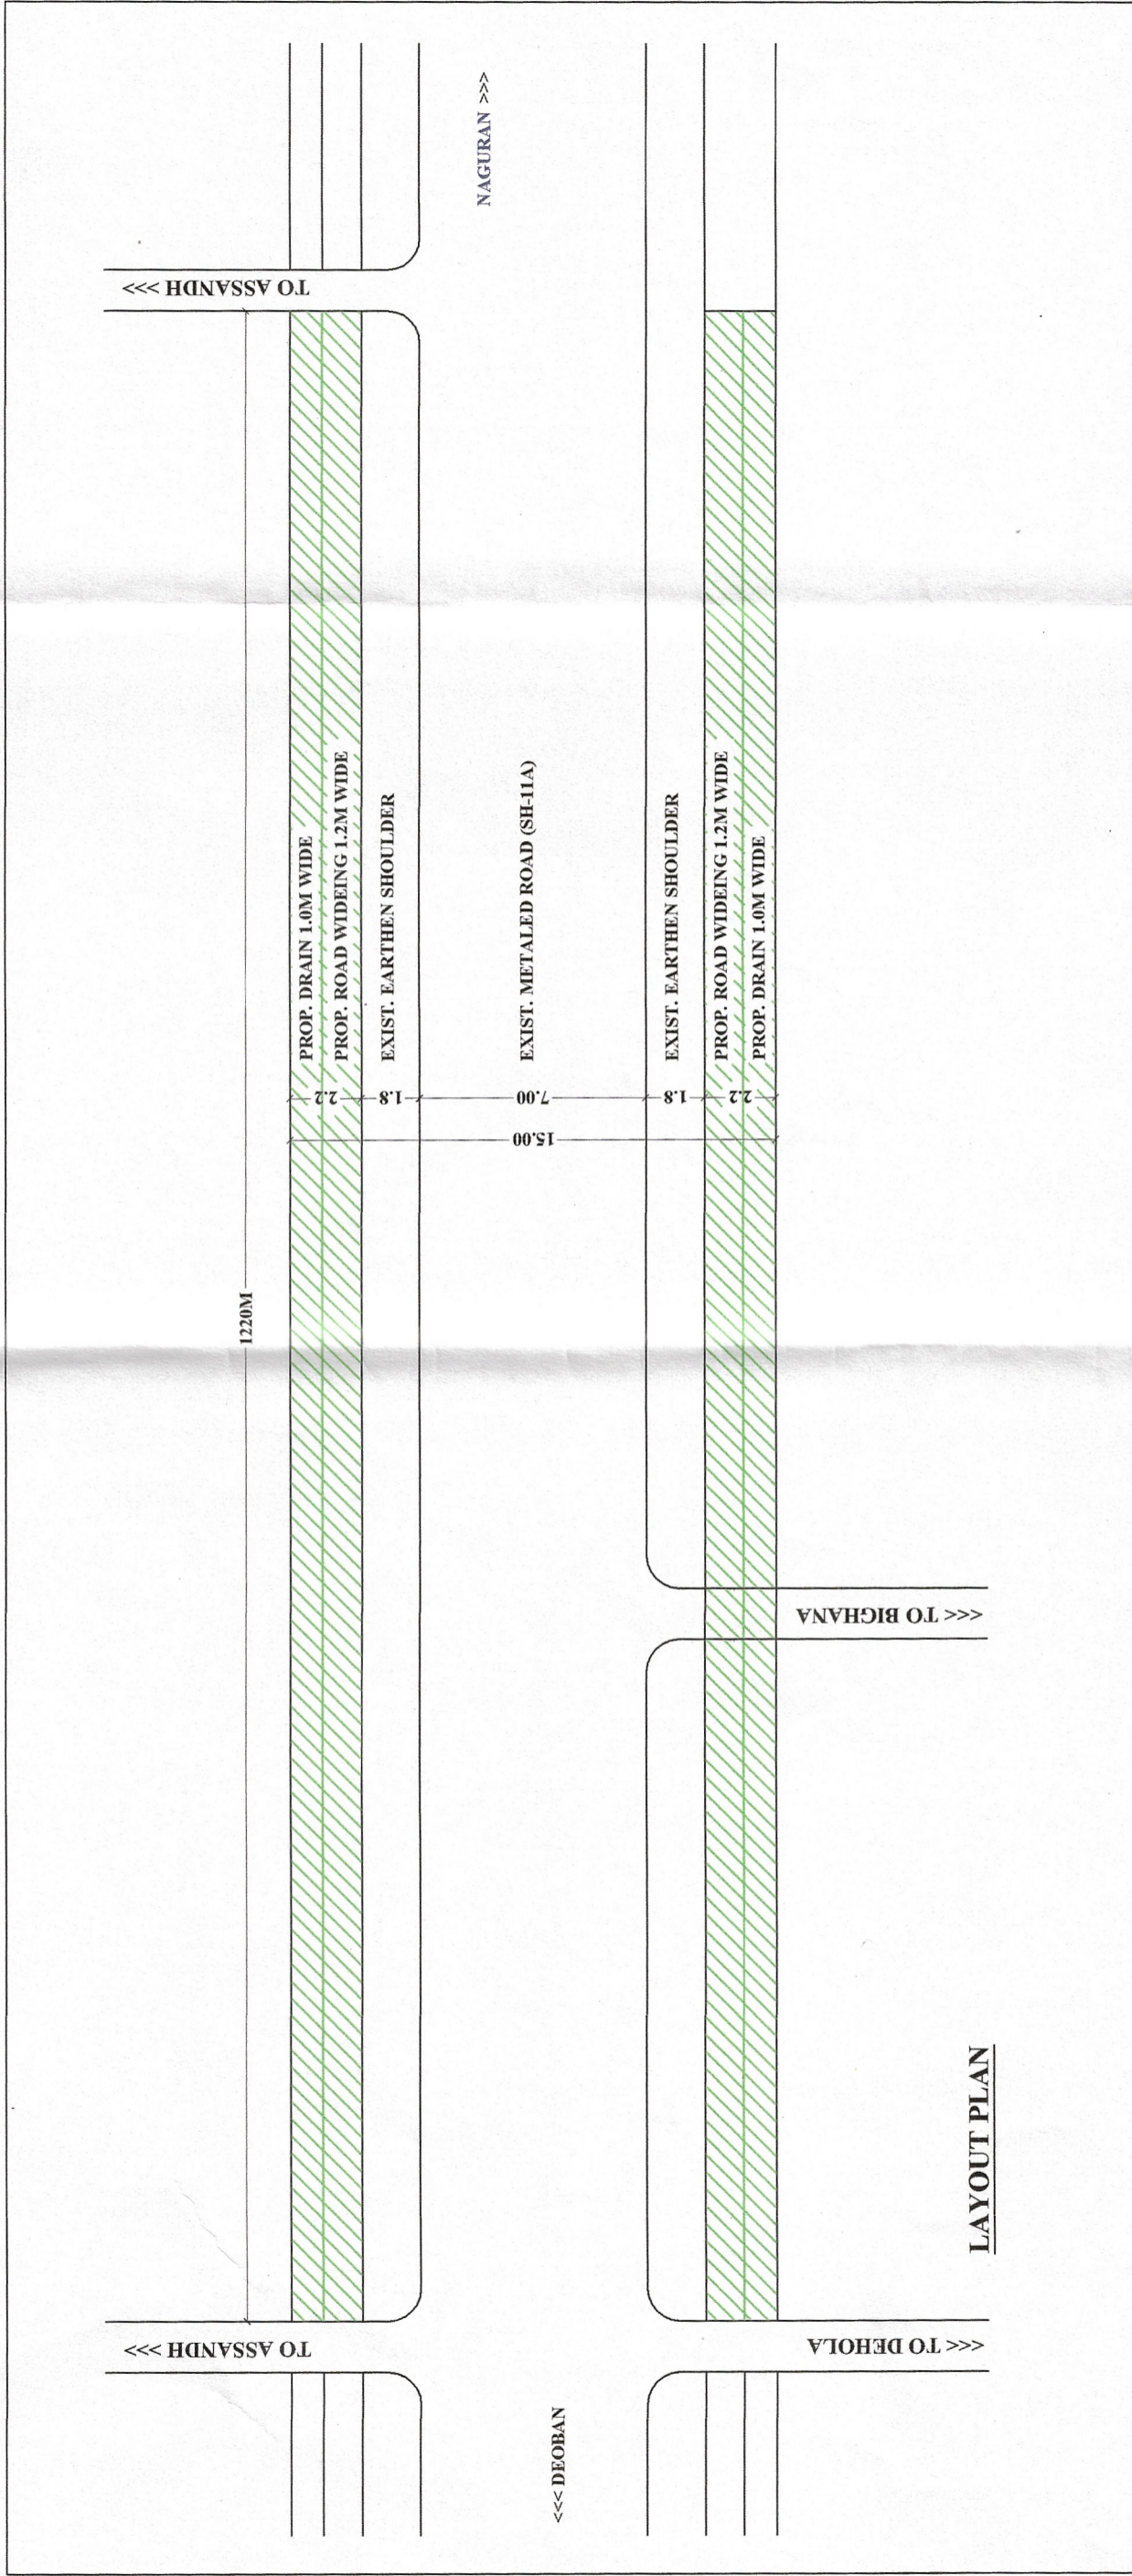 TO ASSANDH >>>
NAGURAN >>>
1220M
PROP. DRAIN 1.0M WIDE
PROP. ROAD WIDEING 1.2M WIDE
EXIST. EARTHEN SHOULDER
EXIST. METALED ROAD (SH-11A)
EXIST. EARTHEN SHOULDER
PROP. ROAD WIDEING 1.2M WIDE
PROP. DRAIN 1.0M WIDE
2.2
1.8
7.00
1.8
2.2
15.00
<<< TO BIGHANA
TO ASSANDH >>>
<<< DEOBAN
<<< TO DEHOLA
LAYOUT PLAN